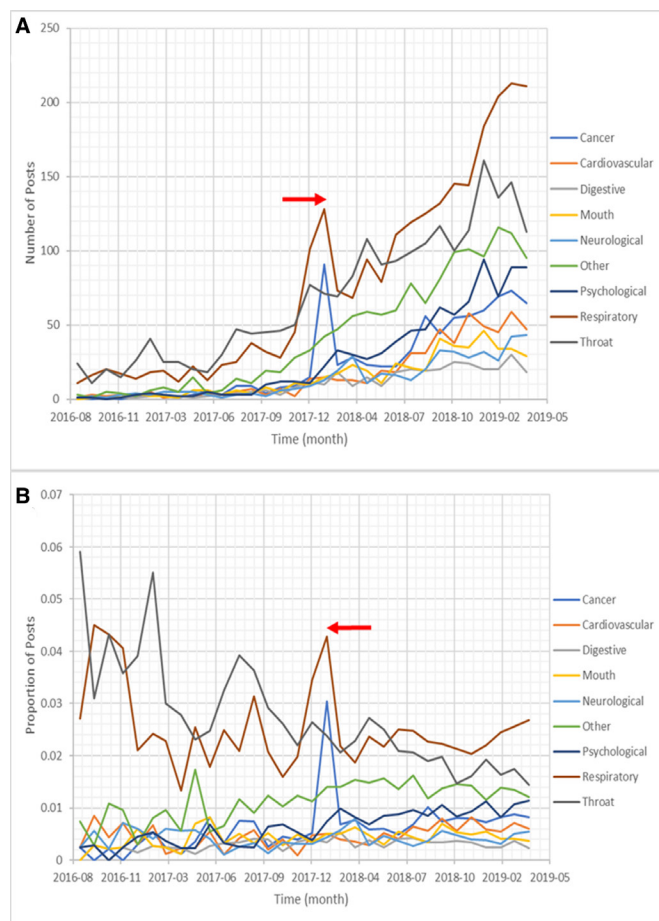 A
250
200
150
100
50
0
Number of Posts
2016-08 2016-11 2017-03 2017-06 2017-09 2017-12 2018-04 2018-07 2018-10 2019-02 2019-05
Time (month)
Cancer
Cardiovascular
Digestive
Mouth
Neurological
Other
Psychological
Respiratory
Throat
B
0.07
0.06
0.05
0.04
0.03
0.02
0.01
0
Proportion of Posts
2016-08 2016-11 2017-03 2017-06 2017-09 2017-12 2018-04 2018-07 2018-10 2019-02 2019-05
Time (month)
Cancer
Cardiovascular
Digestive
Mouth
Neurological
Other
Psychological
Respiratory
Throat